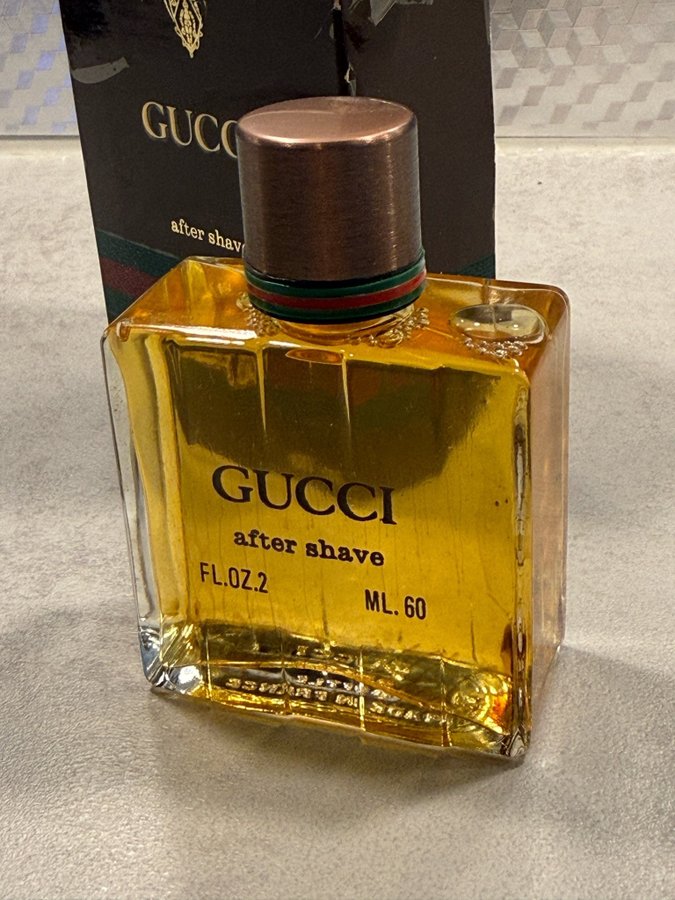 GUCC
after shave
GUCCI
after shave
FL.OZ.2
ML. 60